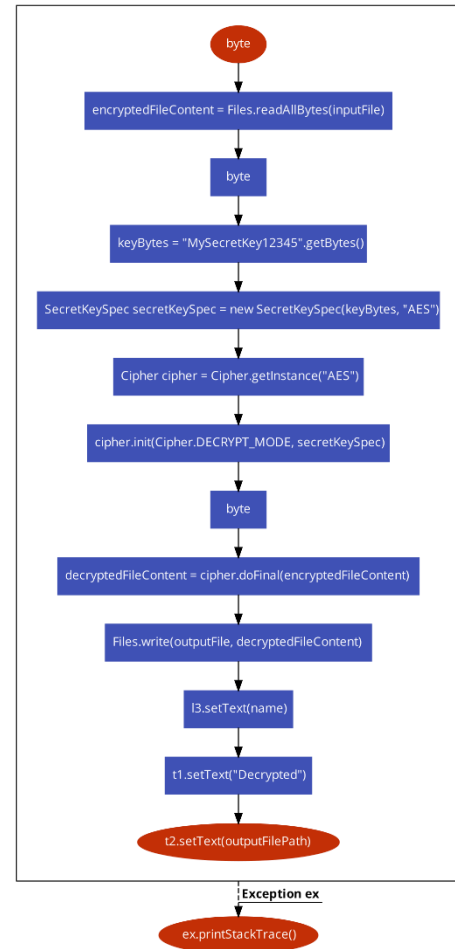 byte
encryptedFileContent = Files.readAllBytes(inputFile)
byte
keyBytes = "MySecretKey12345".getBytes()
SecretKeySpec secretKeySpec = new SecretKeySpec(keyBytes, "AES")
Cipher cipher = Cipher.getInstance("AES")
cipher.init(Cipher.DECRYPT_MODE, secretKeySpec)
byte
decryptedFileContent = cipher.doFinal(encryptedFileContent)
Files.write(outputFile, decryptedFileContent)
l3.setText(name)
t1.setText("Decrypted")
t2.setText(outputFilePath)
Exception ex
ex.printStackTrace()